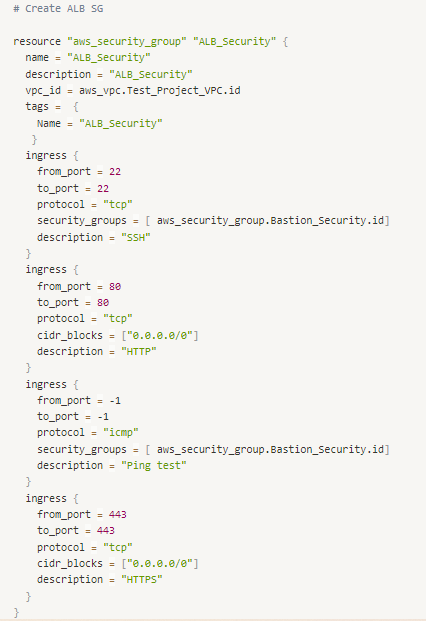 # Create ALB SG

resource "aws_security_group" "ALB_Security" {
  name = "ALB_Security"
  description = "ALB_Security"
  vpc_id = aws_vpc.Test_Project_VPC.id
  tags =  {
    Name = "ALB_Security"
   }
  ingress {
    from_port = 22
    to_port = 22
    protocol = "tcp"
    security_groups = [ aws_security_group.Bastion_Security.id]
    description = "SSH"
  }
  ingress {
    from_port = 80
    to_port = 80
    protocol = "tcp"
    cidr_blocks = ["0.0.0.0/0"]
    description = "HTTP"
  }
  ingress {
    from_port = -1
    to_port = -1
    protocol = "icmp"
    security_groups = [ aws_security_group.Bastion_Security.id]
    description = "Ping test"
  }
  ingress {
    from_port = 443
    to_port = 443
    protocol = "tcp"
    cidr_blocks = ["0.0.0.0/0"]
    description = "HTTPS"
  }
}